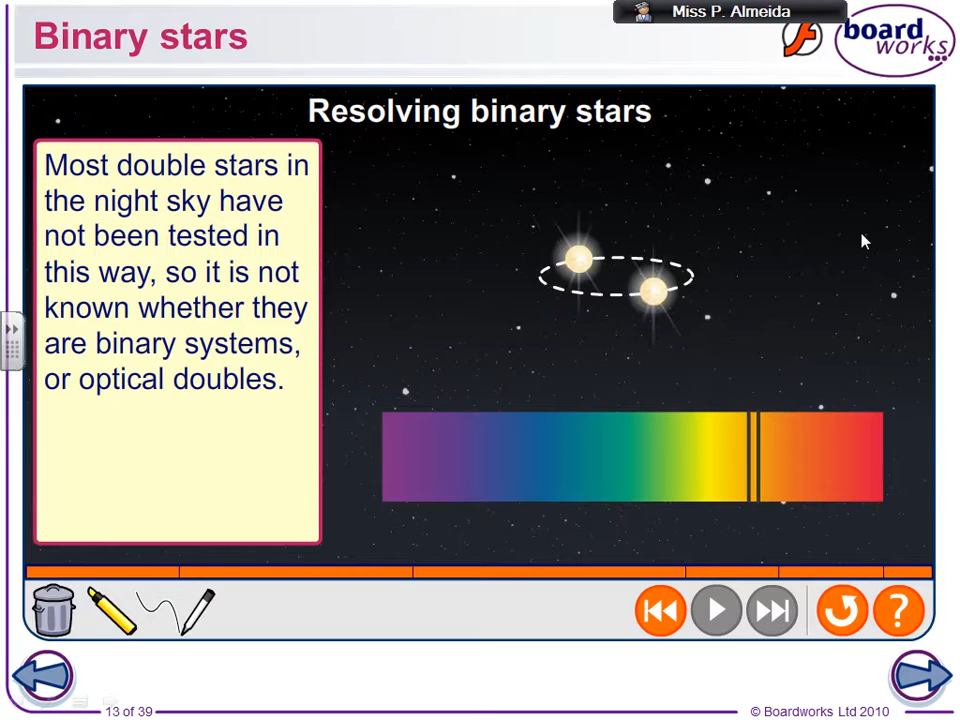 Miss P. Almeida
Binary stars
board
works
Resolving binary stars
Most double stars in
the night sky have
not been tested in
this way, so it is not
known whether they
are binary systems,
or optical doubles.
?
13 of 39
© Boardworks Ltd 2010